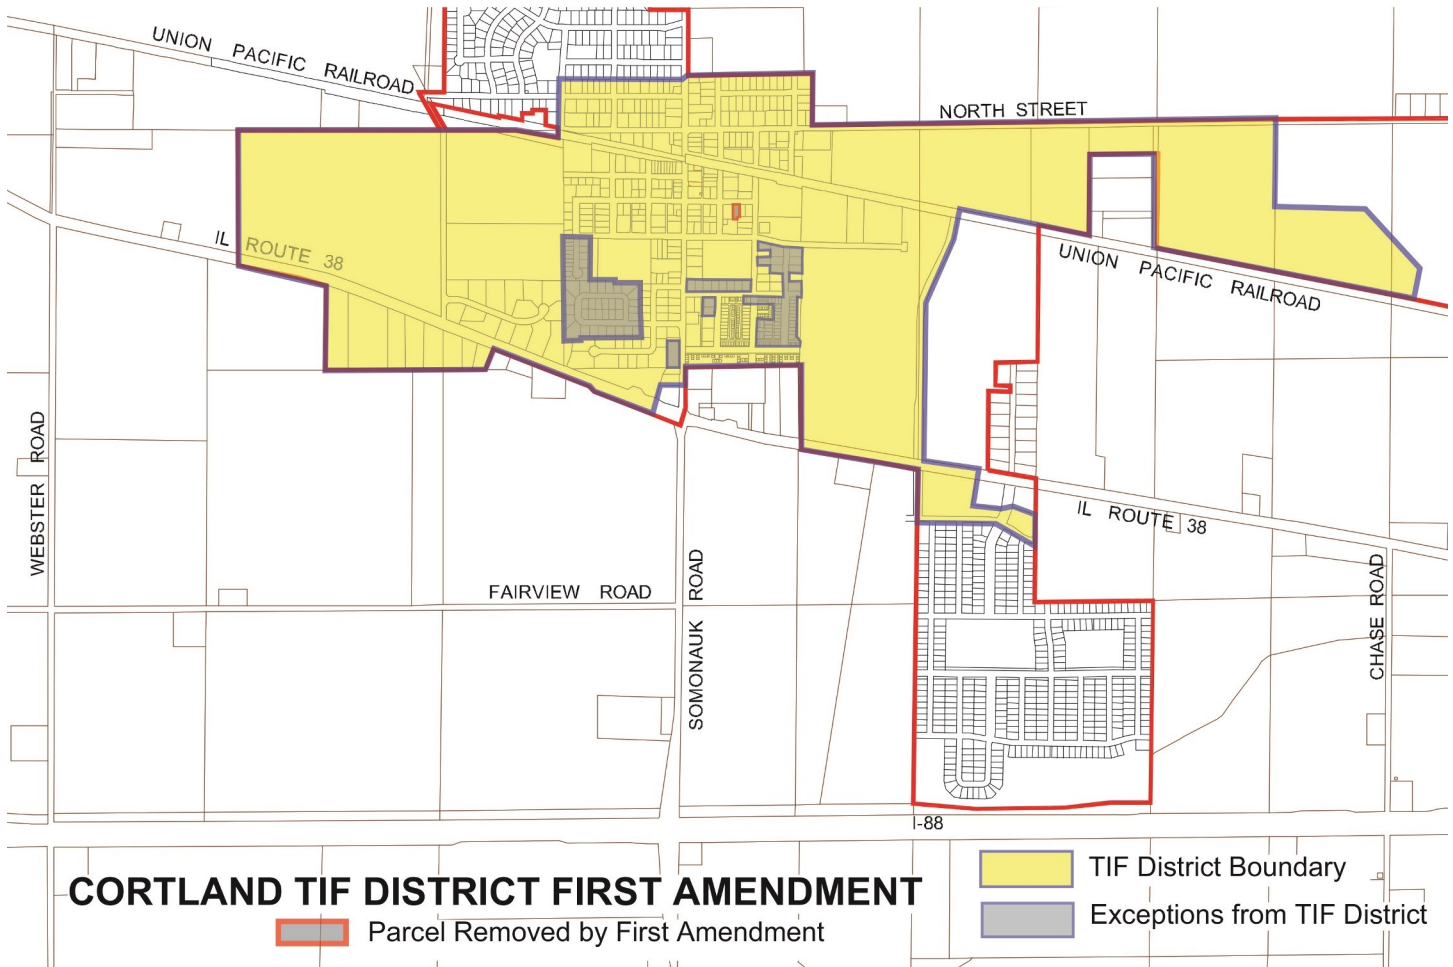 UNION PACIFIC RAILROAD
NORTH STREET
IL ROUTE 38
UNION PACIFIC RAILROAD
WEBSTER ROAD
IL ROUTE 38
FAIRVIEW ROAD
SOMONAUK ROAD
CHASE ROAD
I-88
CORTLAND TIF DISTRICT FIRST AMENDMENT
Parcel Removed by First Amendment
TIF District Boundary
Exceptions from TIF District